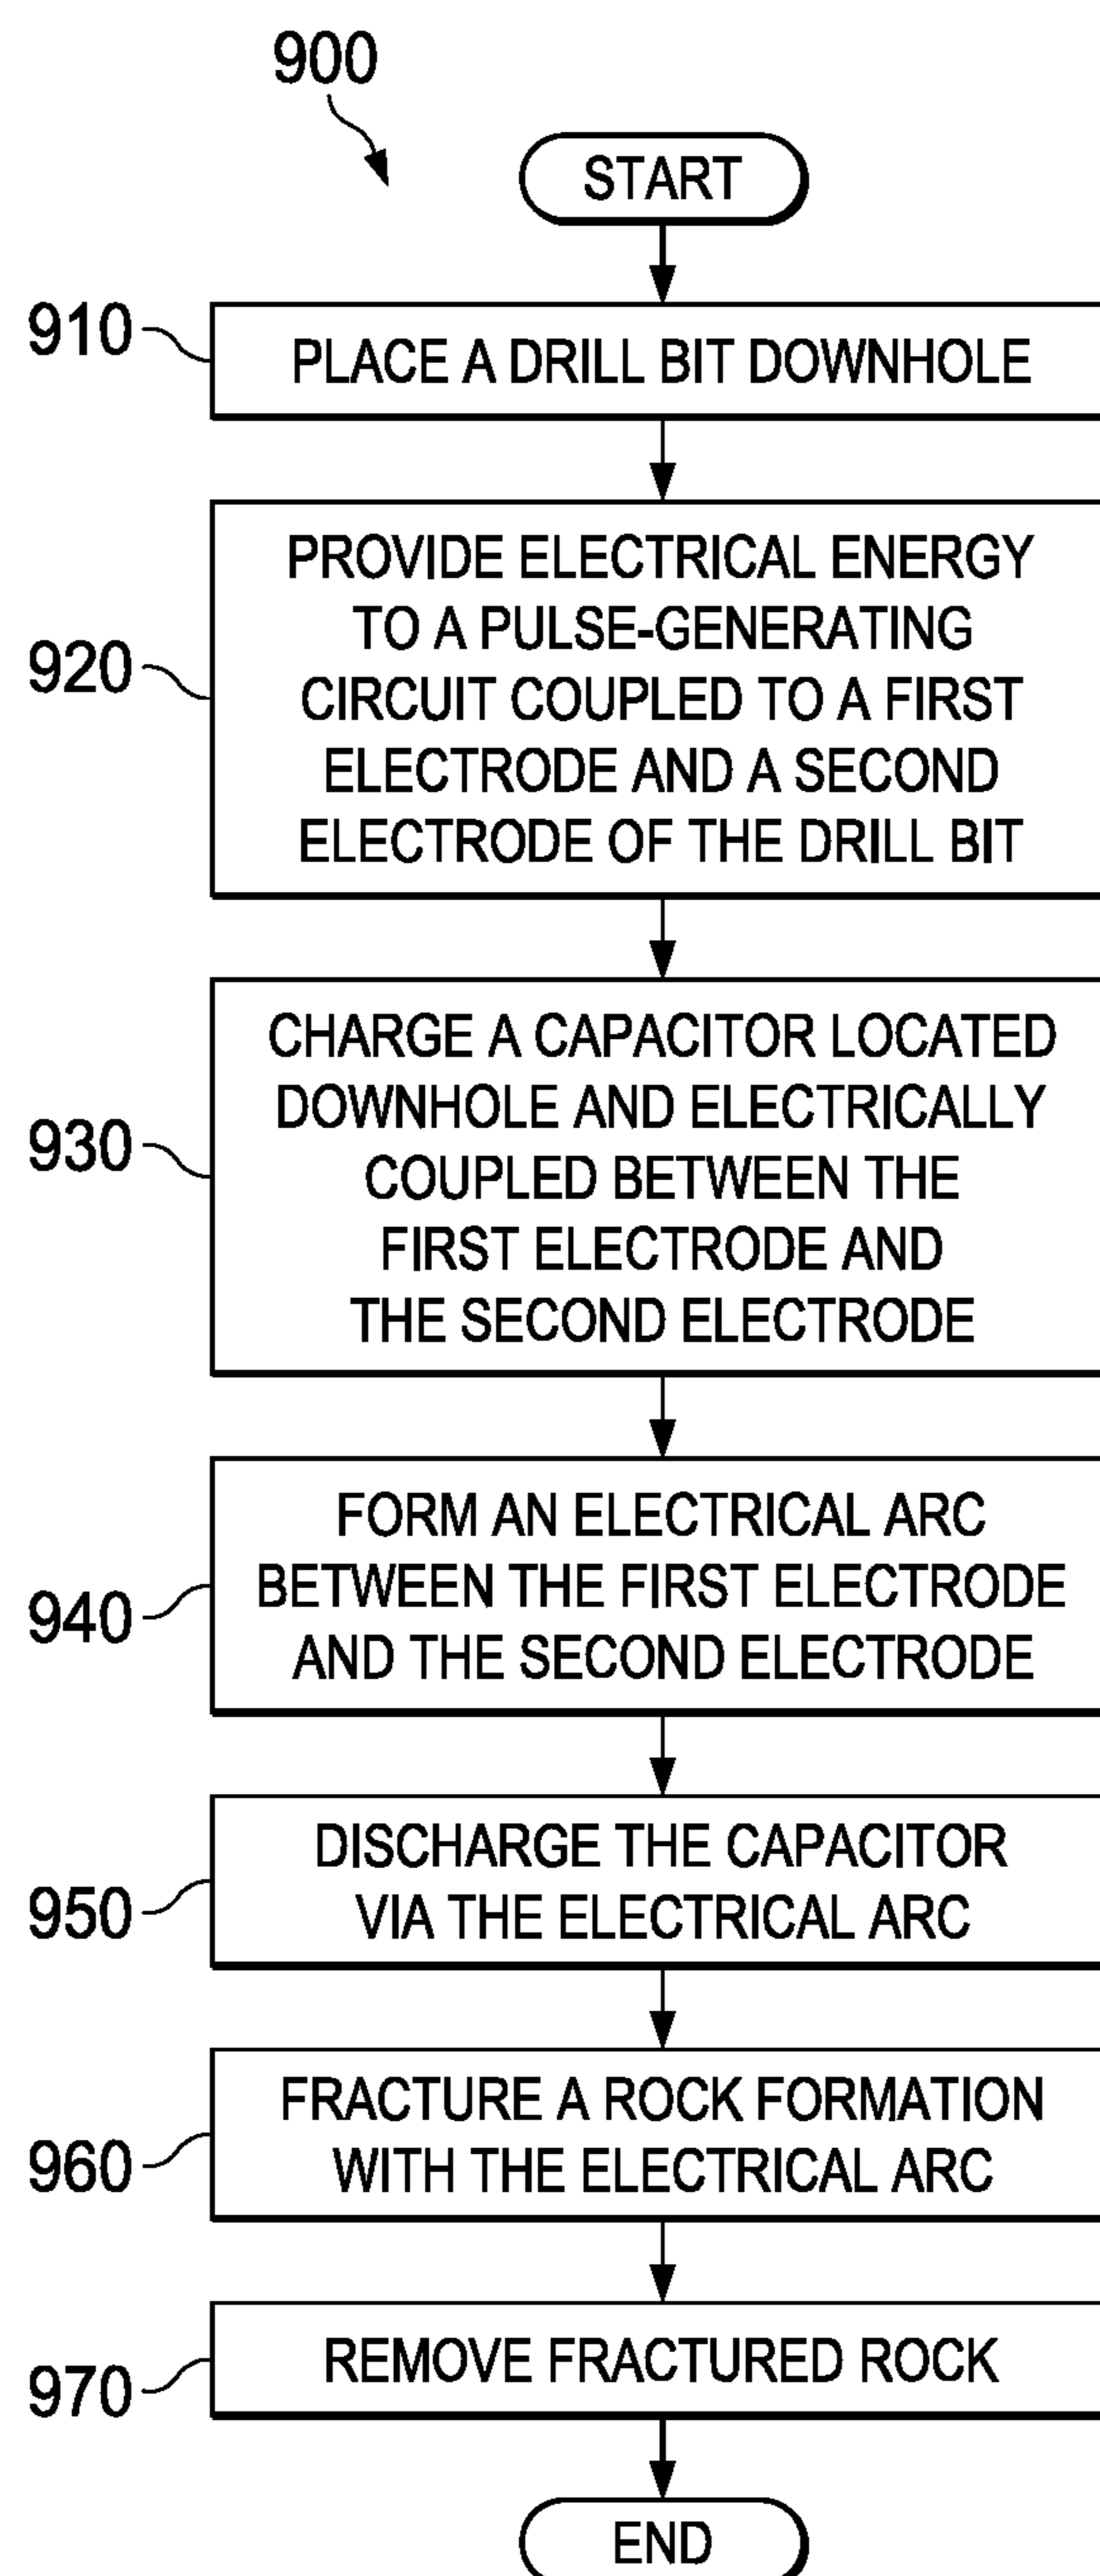 900
START
910
PLACE A DRILL BIT DOWNHOLE
920
PROVIDE ELECTRICAL ENERGY
TO A PULSE-GENERATING
CIRCUIT COUPLED TO A FIRST
ELECTRODE AND A SECOND
ELECTRODE OF THE DRILL BIT
930
CHARGE A CAPACITOR LOCATED
DOWNHOLE AND ELECTRICALLY
COUPLED BETWEEN THE
FIRST ELECTRODE AND
THE SECOND ELECTRODE
940
FORM AN ELECTRICAL ARC
BETWEEN THE FIRST ELECTRODE
AND THE SECOND ELECTRODE
950
DISCHARGE THE CAPACITOR
VIA THE ELECTRICAL ARC
960
FRACTURE A ROCK FORMATION
WITH THE ELECTRICAL ARC
970
REMOVE FRACTURED ROCK
END